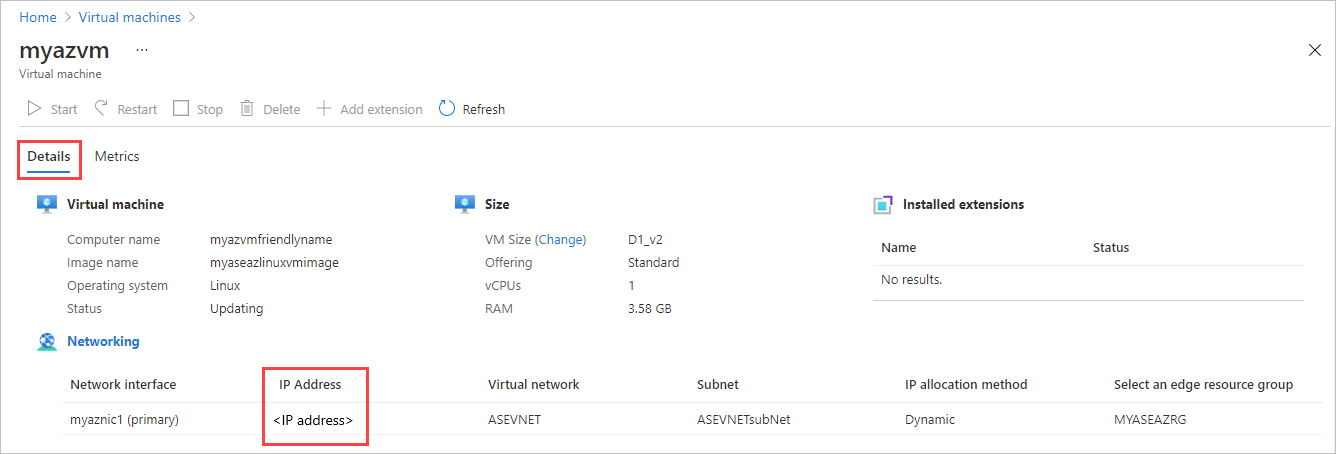 Home > Virtual machines >
myazvm ...
Virtual machine
Start Restart Stop Delete Add extension Refresh
Details Metrics
Virtual machine Size Installed extensions
Computer name myazvmfriendlyname VM Size (Change) D1_v2 Name Status
Image name myaseazlinuxvmimage Offering Standard
Operating system Linux vCPUs 1 No results.
Status Updating RAM 3.58 GB
Networking
Network interface IP Address Virtual network Subnet IP allocation method Select an edge resource group
myaznic1 (primary) <IP address> ASEVNET ASEVNETsubNet Dynamic MYASEAZRG